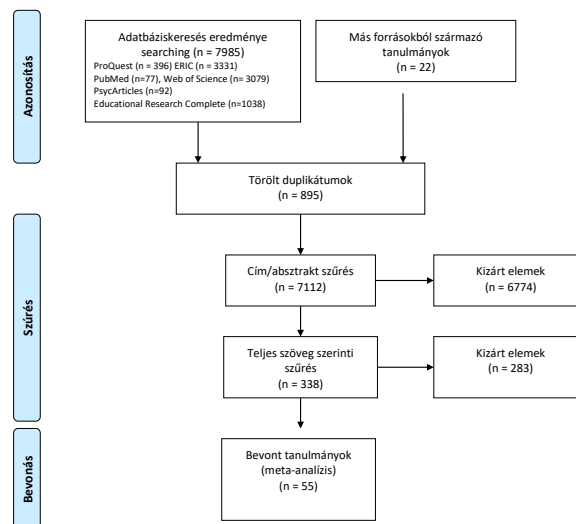 Azonosítás
Adatbáziskeresés eredménye
searching (n = 7985)
ProQuest (n = 396) ERIC (n = 3331)
PubMed (n=77), Web of Science (n = 3079)
PsycArticles (n=92)
Educational Research Complete (n=1038)
Más forrásokból származó
tanulmányok
(n = 22)
Törölt duplikátumok
(n = 895)
Szűrés
Cím/absztrakt szűrés
(n = 7112)
Kizárt elemek
(n = 6774)
Teljes szöveg szerinti
szűrés
(n = 338)
Kizárt elemek
(n = 283)
Bevonás
Bevont tanulmányok
(meta-analízis)
(n = 55)